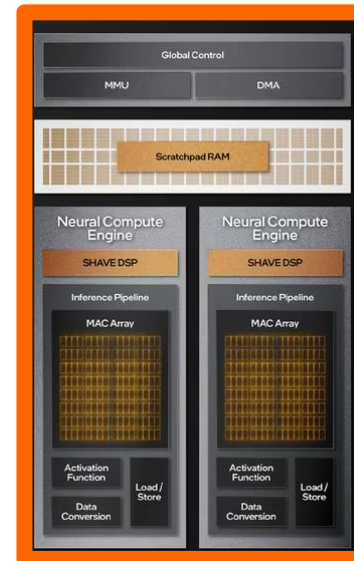 Global Control
MMU
DMA
Scratchpad RAM
Neural Compute
Engine
SHAVE DSP
Inference Pipeline
MAC Array
Activation
Function
Data
Conversion
Load /
Store
Neural Compute
Engine
SHAVE DSP
Inference Pipeline
MAC Array
Activation
Function
Data
Conversion
Load /
Store